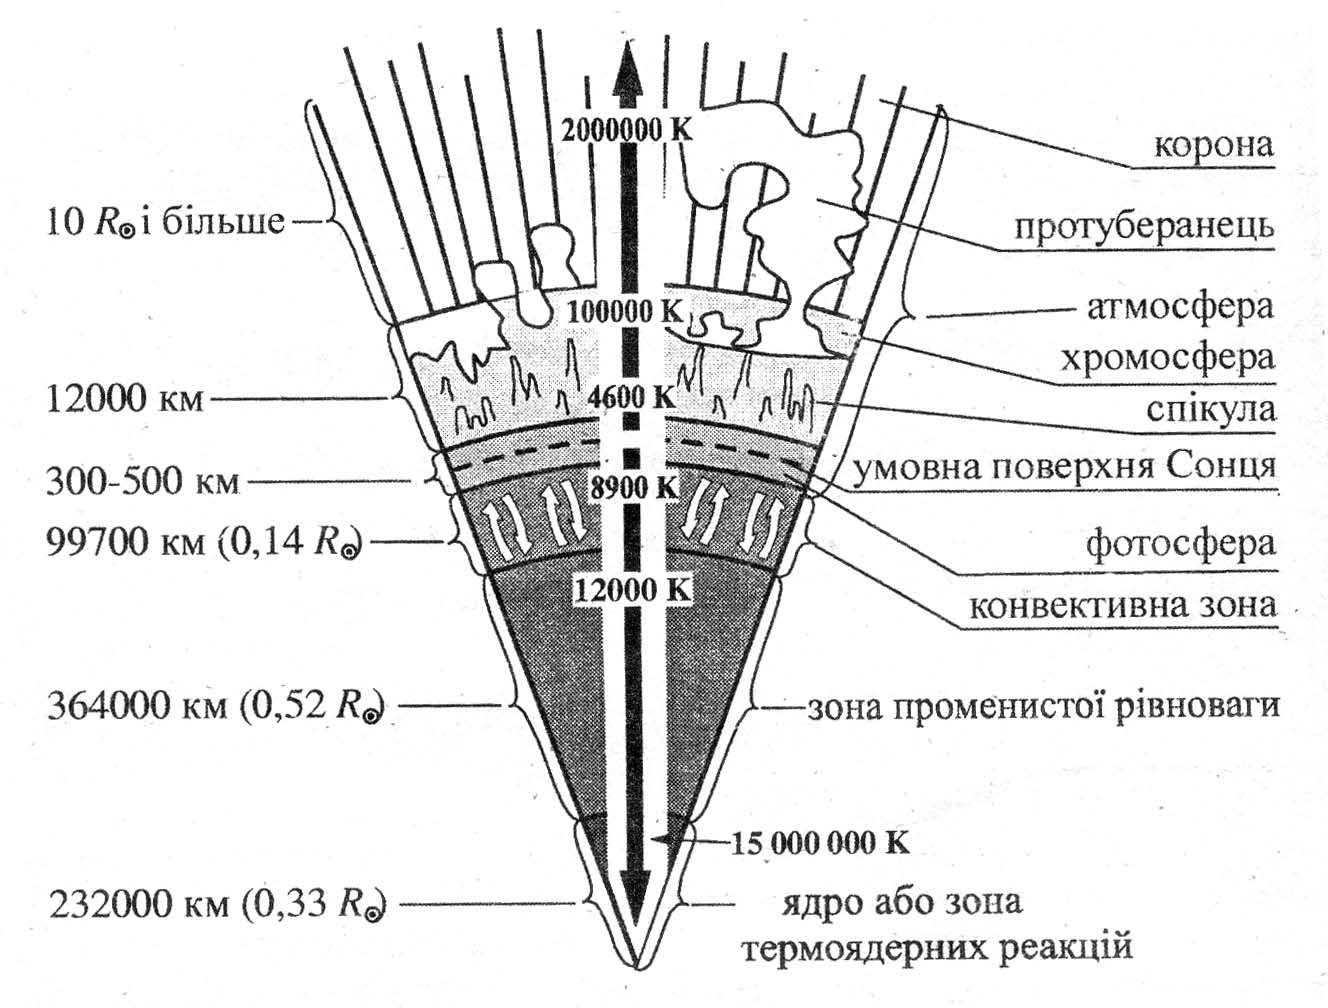 2000000 K
корона
10 R☉ і більше
протуберанець
100000 K
атмосфера
хромосфера
12000 км
4600 K
спікула
300-500 км
8900 K
умовна поверхня Сонця
99700 км (0,14 R☉)
фотосфера
12000 K
конвективна зона
364000 км (0,52 R☉)
зона променистої рівноваги
15 000 000 K
232000 км (0,33 R☉)
ядро або зона
термоядерних реакцій